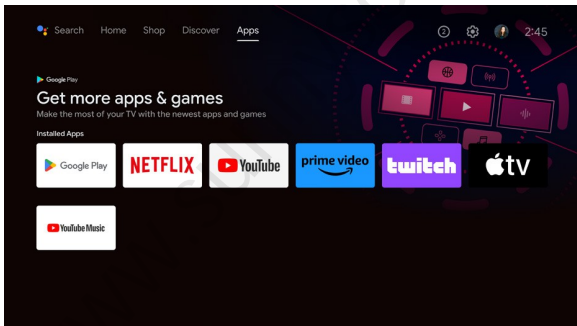 Search Home Shop Discover Apps 2 2:45
Google Play
Get more apps & games
Make the most of your TV with the newest apps and games
Installed Apps
Google Play NETFLIX YouTube prime video twitch tv
YouTube Music